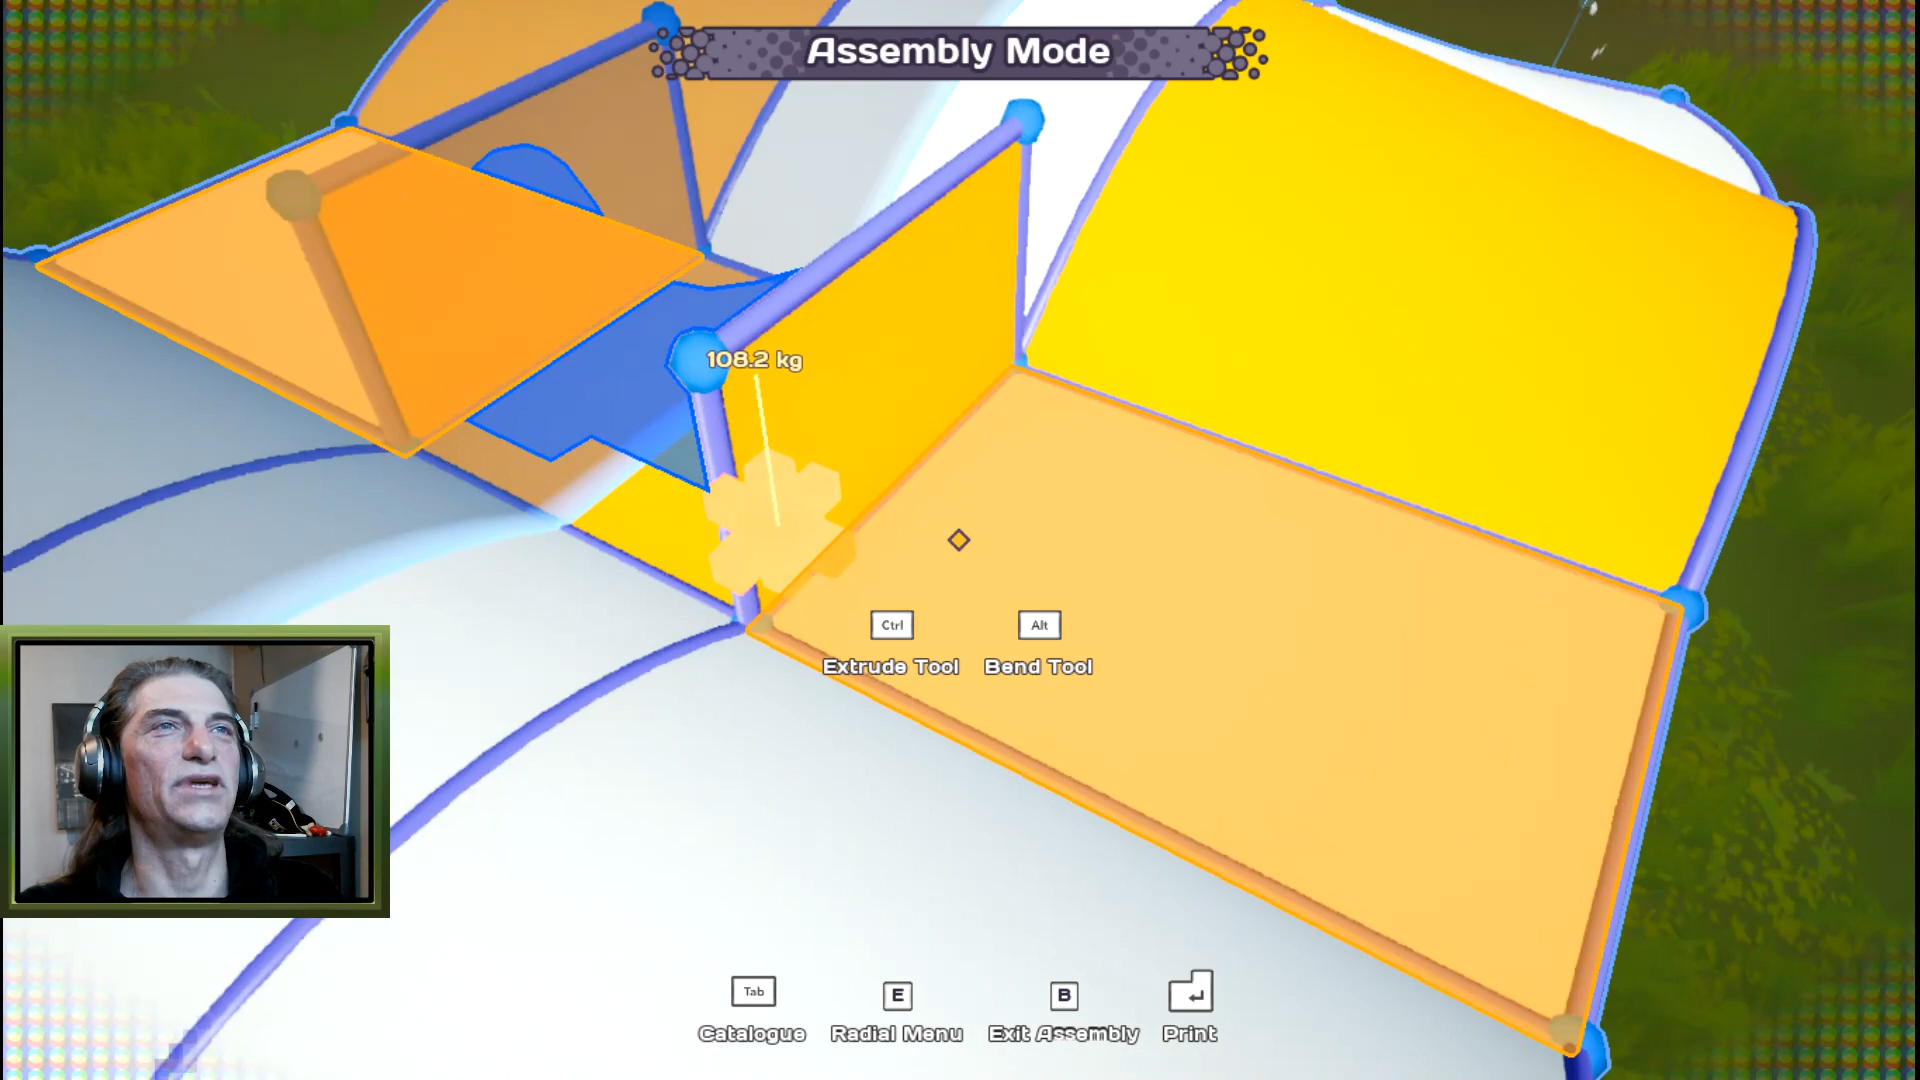 Assembly Mode
108.2 kg
Ctrl
Alt
Extrude Tool
Bend Tool
Tab
E
B
Catalogue
Radial Menu
Exit Assembly
Print